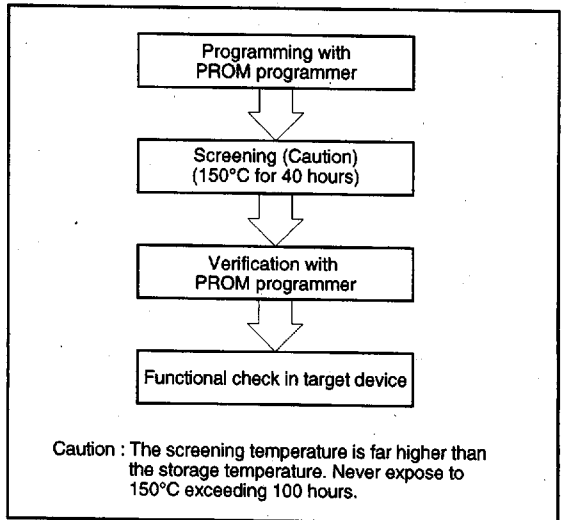 Programming with
PROM programmer
Screening (Caution)
(150°C for 40 hours)
Verification with
PROM programmer
Functional check in target device
Caution : The screening temperature is far higher than
the storage temperature. Never expose to
150°C exceeding 100 hours.